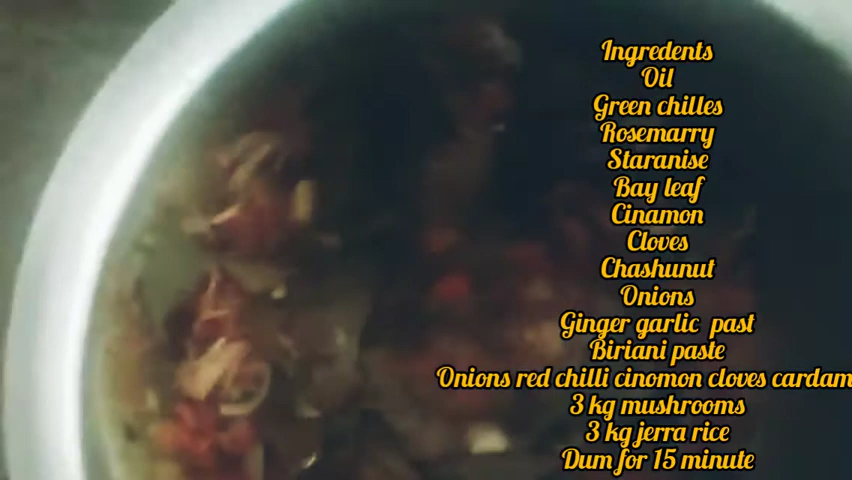 Ingredents
Oil
Green chilles
Rosemarry
Staranise
Bay leaf
Cinamon
Cloves
Chashunut
Onions
Ginger garlic past
Biriani paste
Onions red chilli cinomon cloves cardam
3 kg mushrooms
3 kg jerra rice
Dum for 15 minute